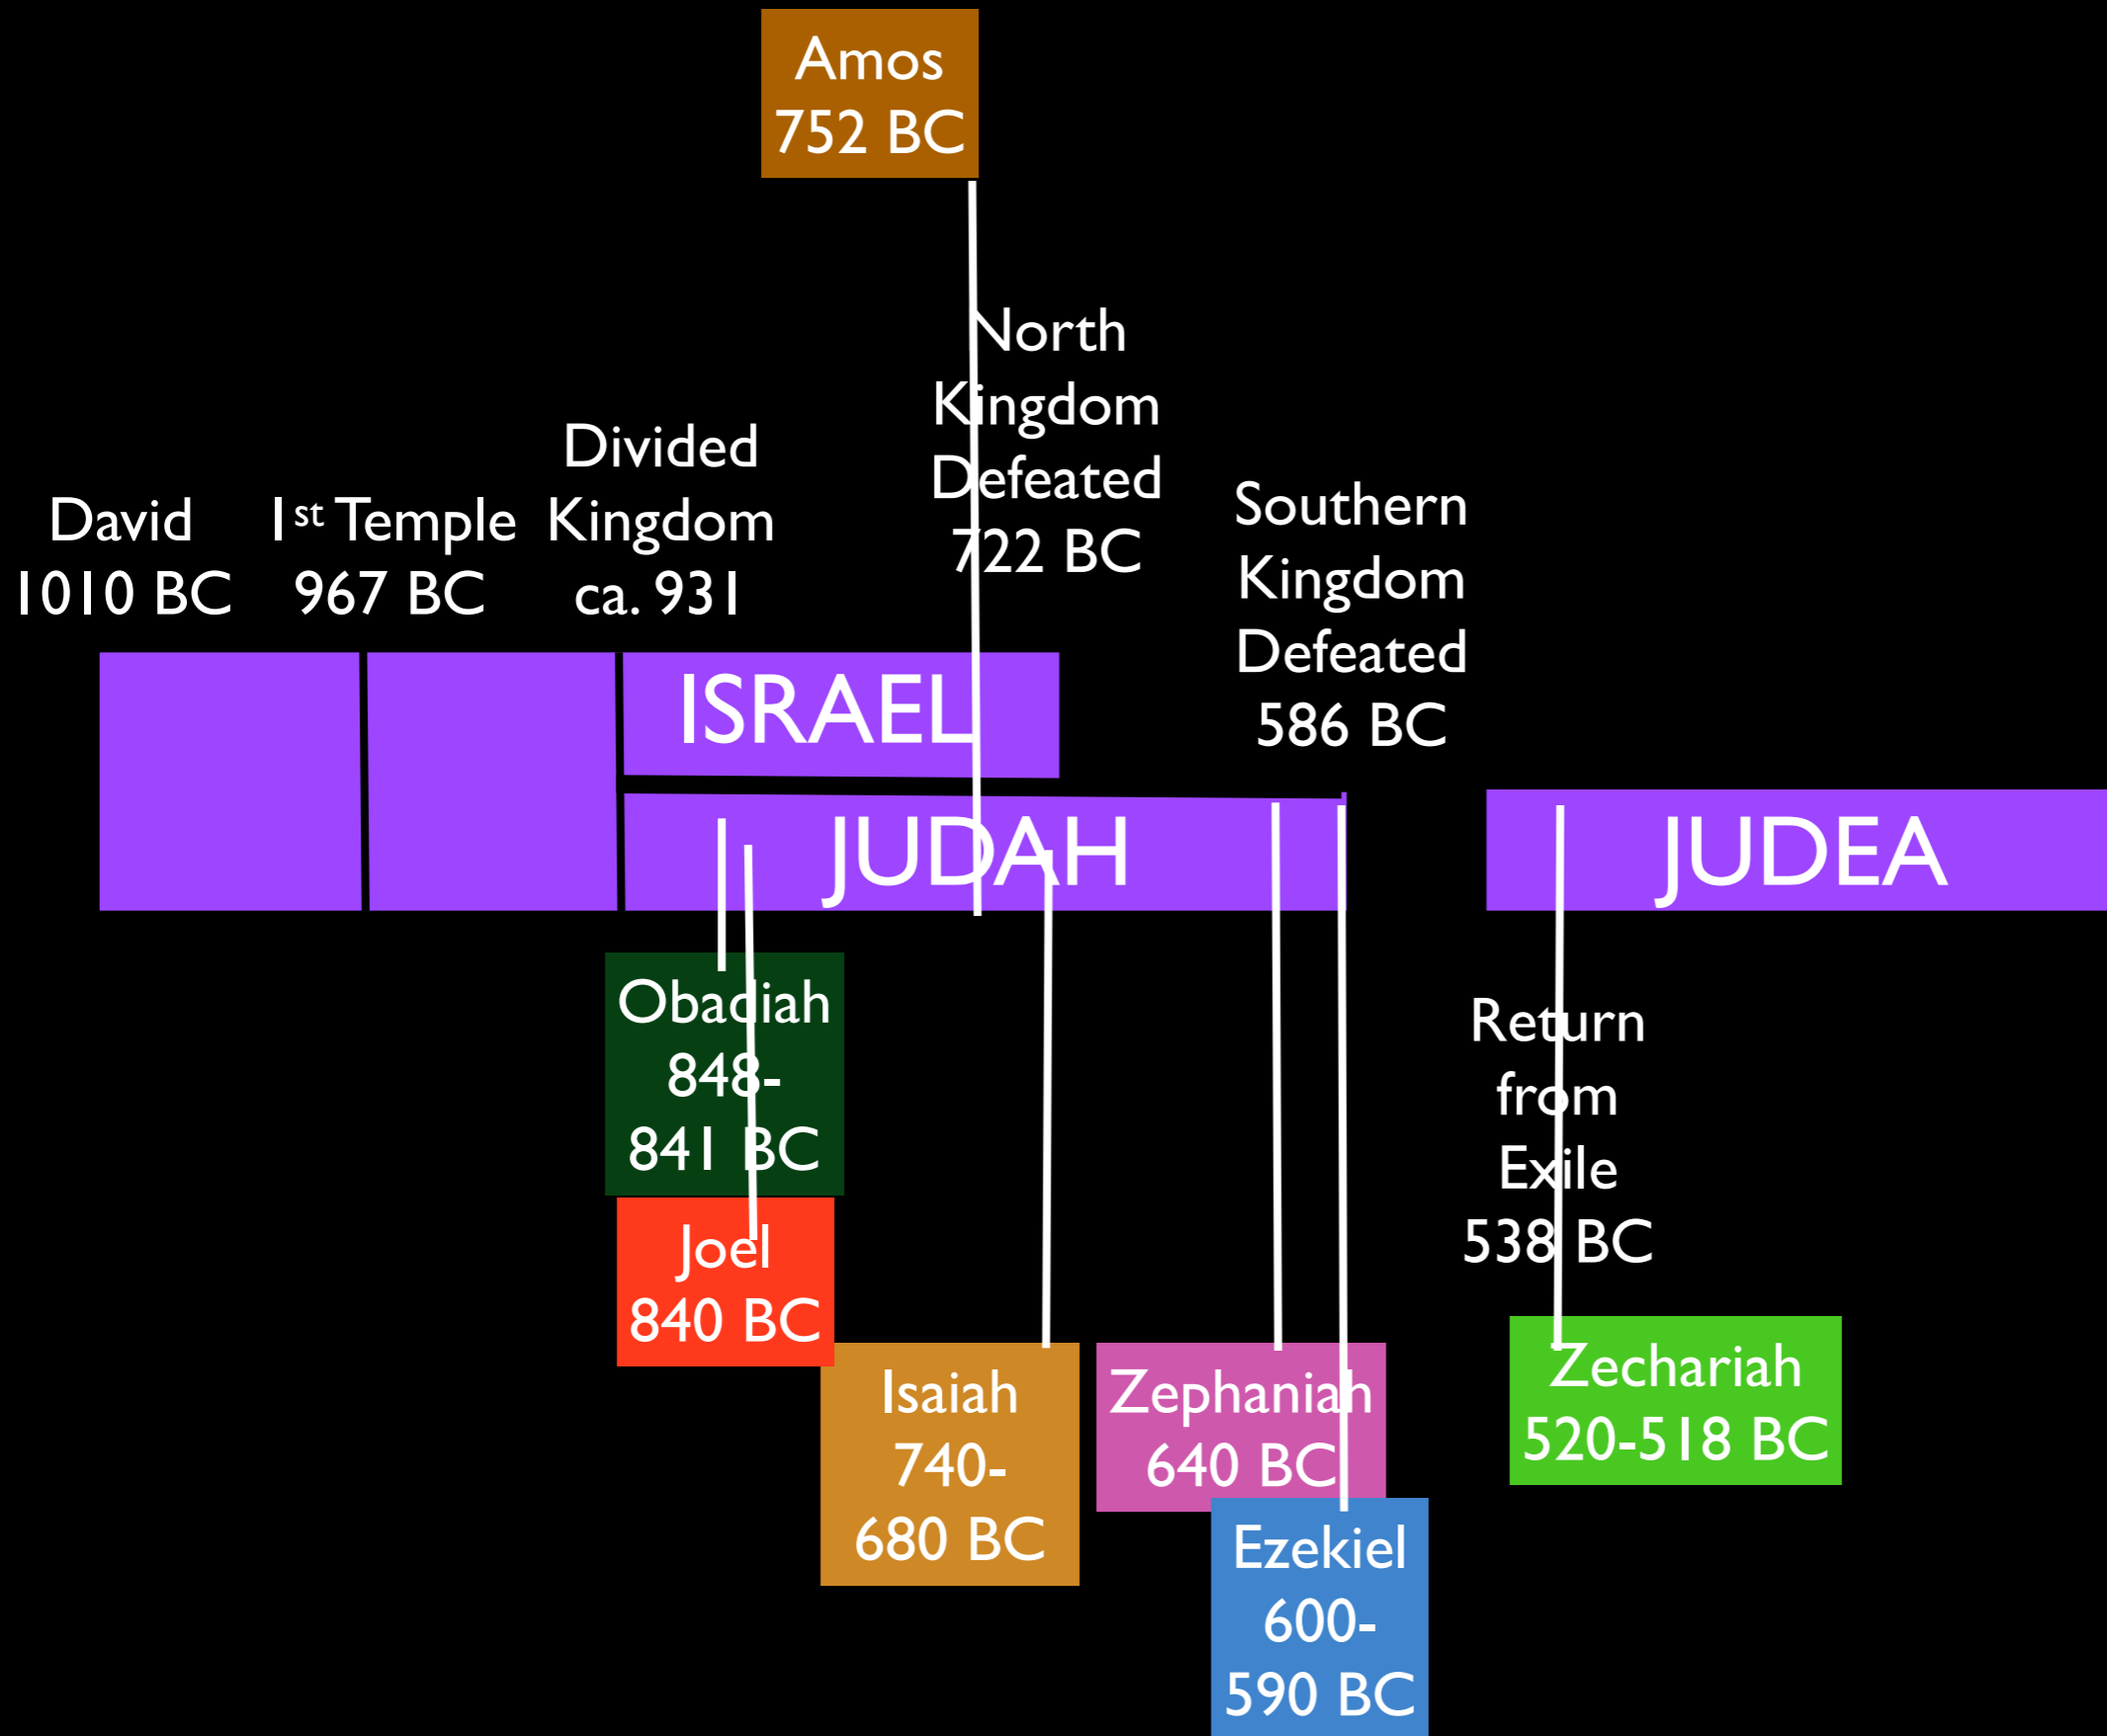 Amos
752 BC
North
Kingdom
Defeated
722 BC
Divided
Kingdom
ca. 931
David
1010 BC
1st Temple
967 BC
Southern
Kingdom
Defeated
586 BC
ISRAEL
JUDAH
JUDEA
Obadiah
848-
841 BC
Joel
840 BC
Isaiah
740-
680 BC
Zephaniah
640 BC
Ezekiel
600-
590 BC
Return
from
Exile
538 BC
Zechariah
520-518 BC